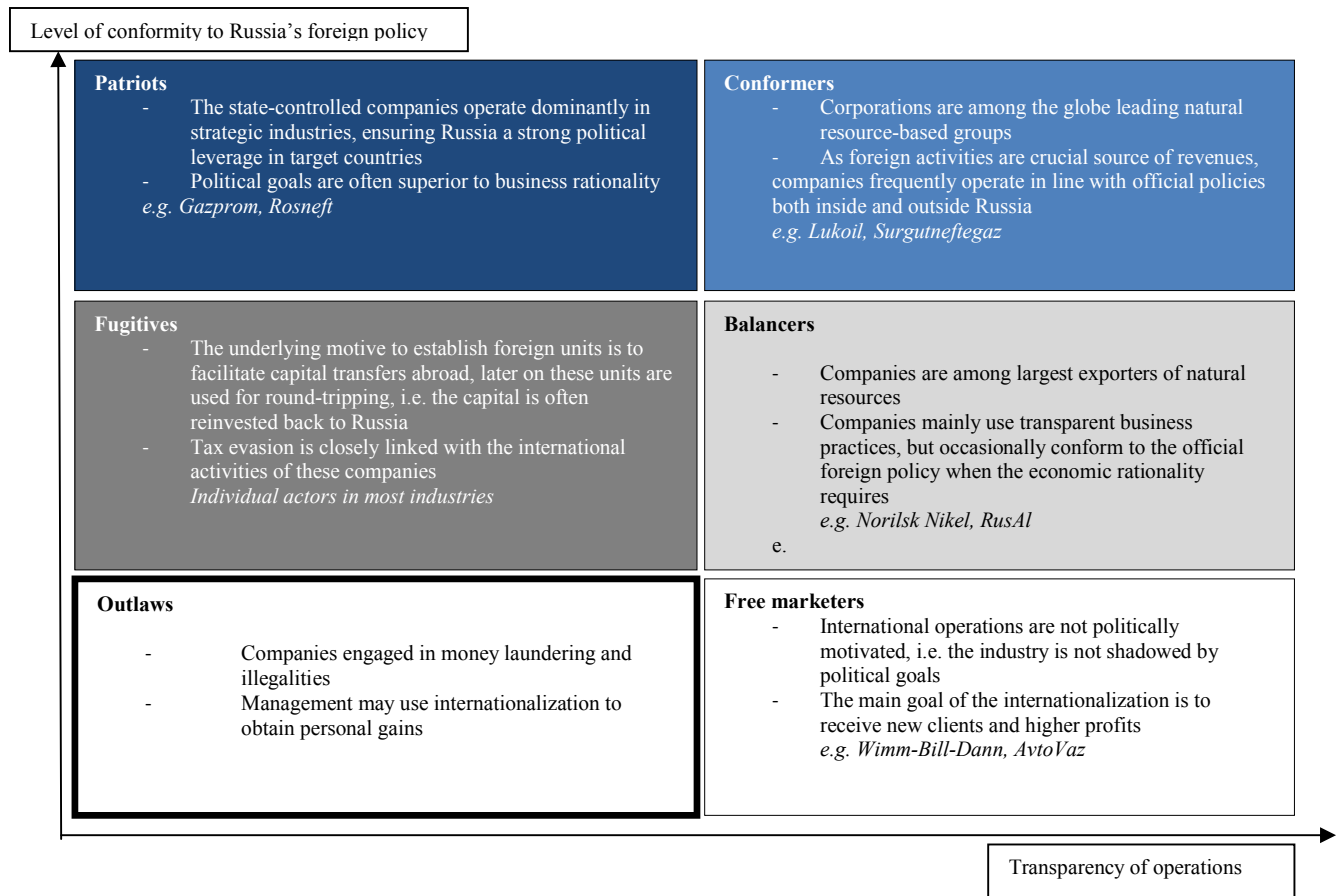 Level of conformity to Russia's foreign policy
Patriots
- The state-controlled companies operate dominantly in
strategic industries, ensuring Russia a strong political
leverage in target countries
- Political goals are often superior to business rationality
e.g. Gazprom, Rosneft
Conformers
- Corporations are among the globe leading natural
resource-based groups
- As foreign activities are crucial source of revenues,
companies frequently operate in line with official policies
both inside and outside Russia
e.g. Lukoil, Surgutneftegaz
Fugitives
- The underlying motive to establish foreign units is to
facilitate capital transfers abroad, later on these units are
used for round-tripping, i.e. the capital is often
reinvested back to Russia
- Tax evasion is closely linked with the international
activities of these companies
Individual actors in most industries
Balancers
- Companies are among largest exporters of natural
resources
- Companies mainly use transparent business
practices, but occasionally conform to the official
foreign policy when the economic rationality
requires
e.g. Norilsk Nikel, RusAl
e.
Outlaws
- Companies engaged in money laundering and
illegalities
- Management may use internationalization to
obtain personal gains
Free marketers
- International operations are not politically
motivated, i.e. the industry is not shadowed by
political goals
- The main goal of the internationalization is to
receive new clients and higher profits
e.g. Wimm-Bill-Dann, AvtoVaz
Transparency of operations